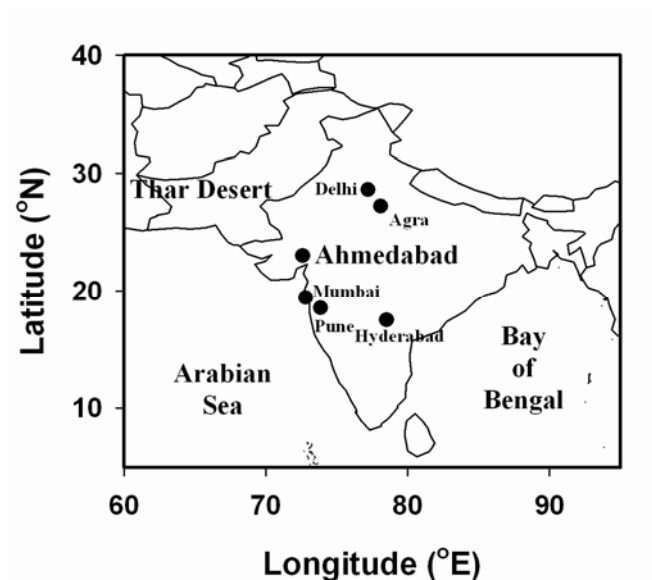 40
30
20
10
Latitude (°N)
Thar Desert
Delhi
Agra
Ahmedabad
Mumbai
Pune
Hyderabad
Arabian
Sea
Bay
of
Bengal
60
70
80
90
Longitude (°E)